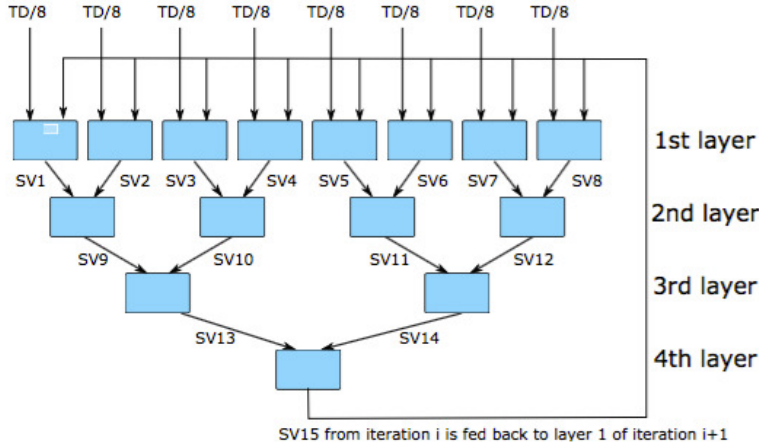 TD/8 TD/8 TD/8 TD/8 TD/8 TD/8 TD/8 TD/8
1st layer
SV1 SV2 SV3 SV4 SV5 SV6 SV7 SV8
2nd layer
SV9 SV10 SV11 SV12
3rd layer
SV13 SV14
4th layer
SV15 from iteration i is fed back to layer 1 of iteration i+1